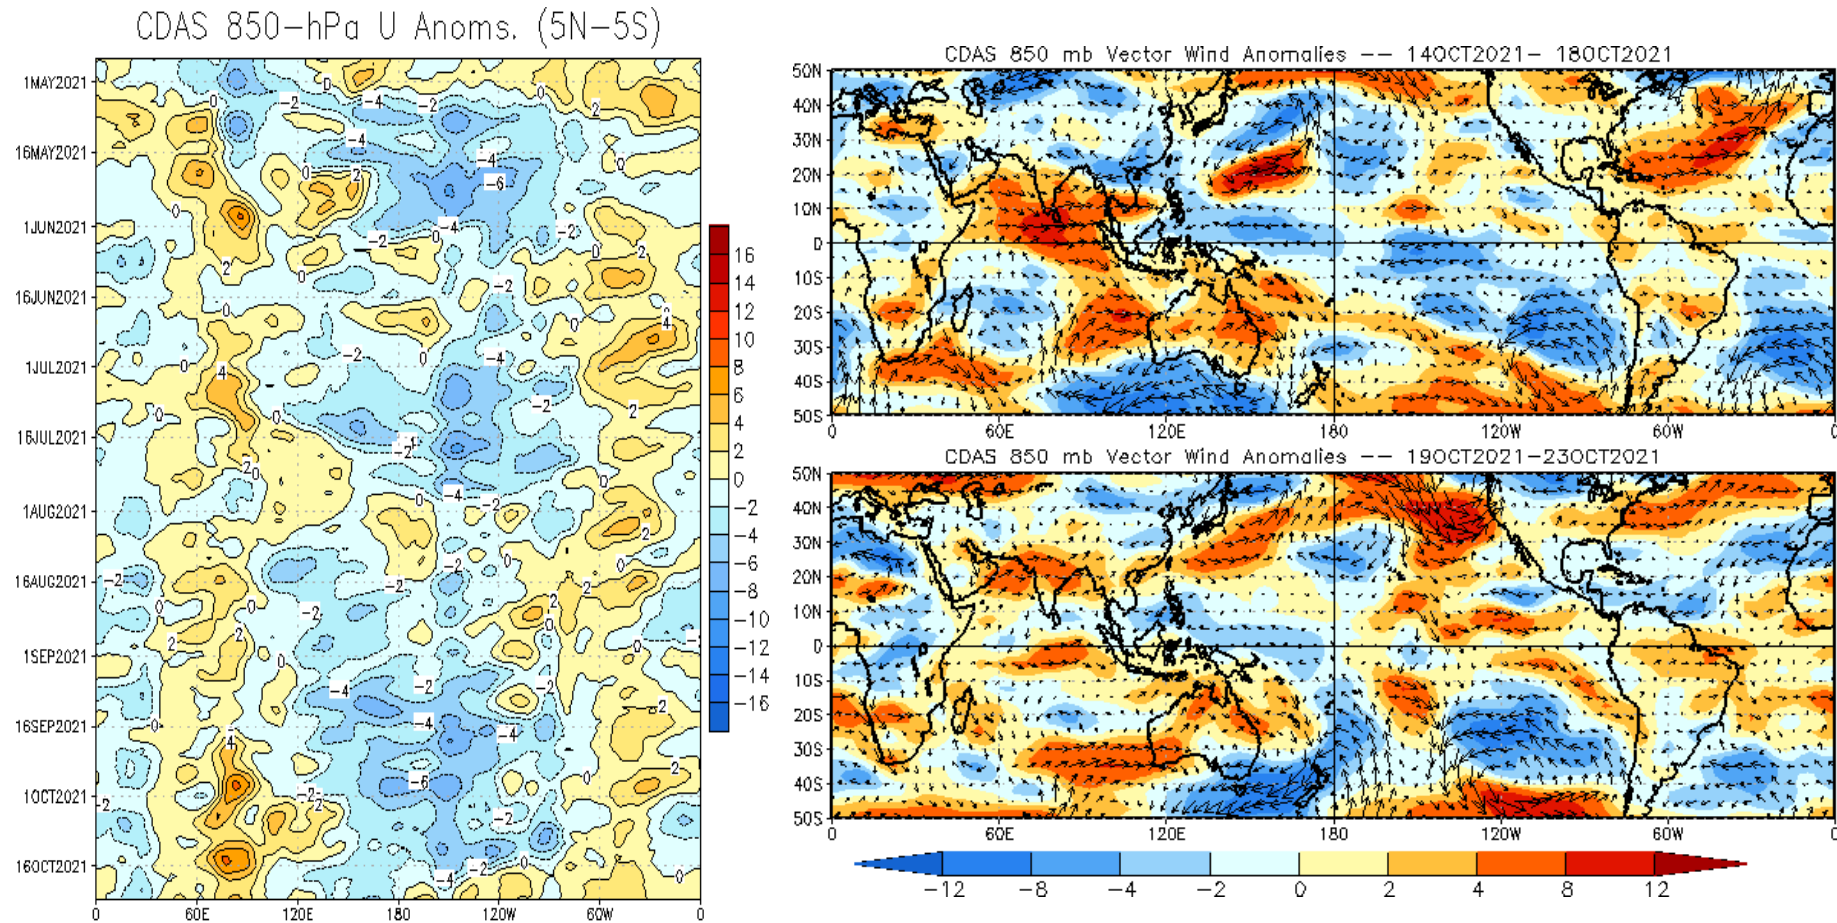 CDAS 850-hPa U Anoms. (5N-5S)
1MAY2021
16MAY2021
1JUN2021
16JUN2021
1JUL2021
16JUL2021
1AUG2021
16AUG2021
1SEP2021
16SEP2021
1OCT2021
16OCT2021
0 60E 120E 180 120W 60W 0
16
14
12
10
8
6
4
2
0
-2
-4
-6
-8
-10
-12
-14
-16
CDAS 850 mb Vector Wind Anomalies -- 14OCT2021- 18OCT2021
50N
40N
30N
20N
10N
0
10S
20S
30S
40S
50S
0 60E 120E 180 120W 60W 0
CDAS 850 mb Vector Wind Anomalies -- 19OCT2021-23OCT2021
50N
40N
30N
20N
10N
0
10S
20S
30S
40S
50S
0 60E 120E 180 120W 60W 0
-12 -8 -4 -2 0 2 4 8 12